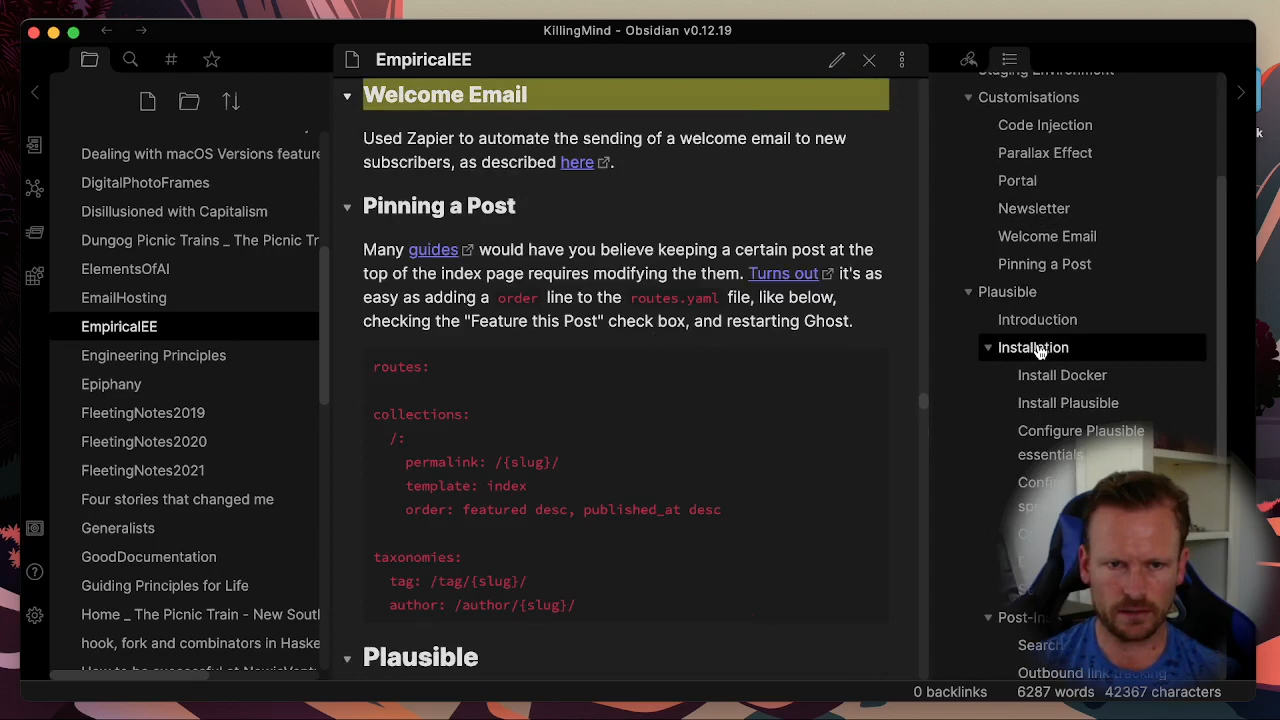 KillingMind - Obsidian v0.12.19
EmpiricalEE
Dealing with macOS Versions feature
DigitalPhotoFrames
Disillusioned with Capitalism
Dungog Picnic Trains _ The Picnic Tr
ElementsOfAI
EmailHosting
EmpiricalEE
Engineering Principles
Epiphany
FleetingNotes2019
FleetingNotes2020
FleetingNotes2021
Four stories that changed me
Generalists
GoodDocumentation
Guiding Principles for Life
Home _ The Picnic Train - New South
hook, fork and combinators in Haske
Welcome Email
Used Zapier to automate the sending of a welcome email to new
subscribers, as described here.
Pinning a Post
Many guides would have you believe keeping a certain post at the
top of the index page requires modifying the them. Turns out it's as
easy as adding a order line to the routes.yaml file, like below,
checking the "Feature this Post" check box, and restarting Ghost.
routes:
collections:
/:
permalink: /{slug}/
template: index
order: featured desc, published_at desc
taxonomies:
tag: /tag/{slug}/
author: /author/{slug}/
Plausible
Staging Environment
Customisations
Code Injection
Parallax Effect
Portal
Newsletter
Welcome Email
Pinning a Post
Plausible
Introduction
Installation
Install Docker
Install Plausible
Configure Plausible
essentials
Search
Outbound link tracking
0 backlinks 6287 words 42367 characters